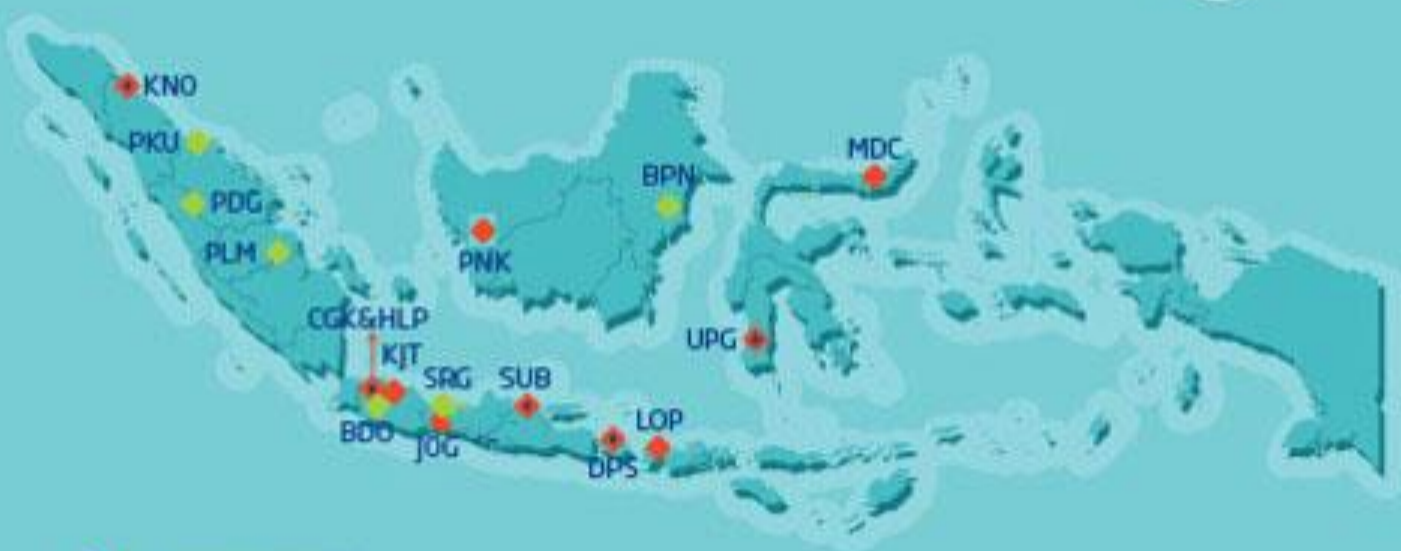 KNO
PKU
MDC
BPN
PDG
PLM
PNK
CGK&HLP
UPG
KJT
SRG
SUB
LOP
BDO
JOG
DPS